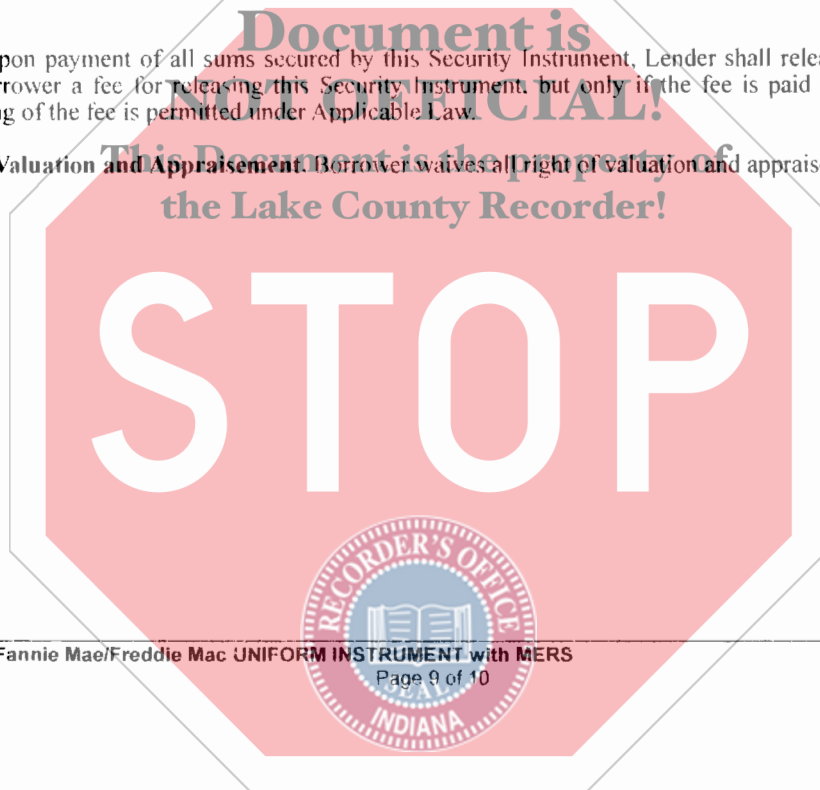 Document is
pon payment of all sums secured by this Security Instrument, Lender shall relea
rrower a fee for releasing this Security Instrument, but only if the fee is paid
NOT OFFICIAL!
g of the fee is permitted under Applicable Law.
Valuation and Appraisement. Borrower waives all right of valuation and apprais
This Document is the property of
the Lake County Recorder!
STOP
RECORDER'S OFFICE
Fannie Mae/Freddie Mac UNIFORM INSTRUMENT with MERS
Page 9 of 10
SEAL
INDIANA